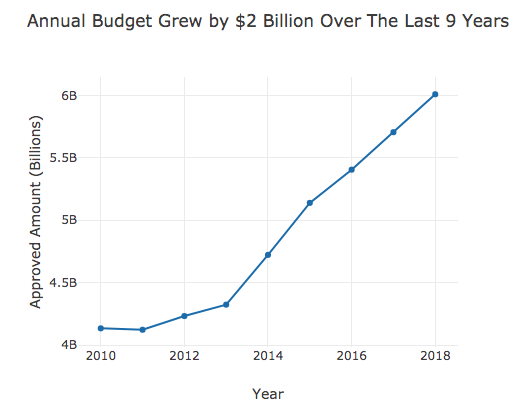 Annual Budget Grew by $2 Billion Over The Last 9 Years
Approved Amount (Billions)
6B
5.5B
5B
4.5B
4B
2010 2012 2014 2016 2018
Year